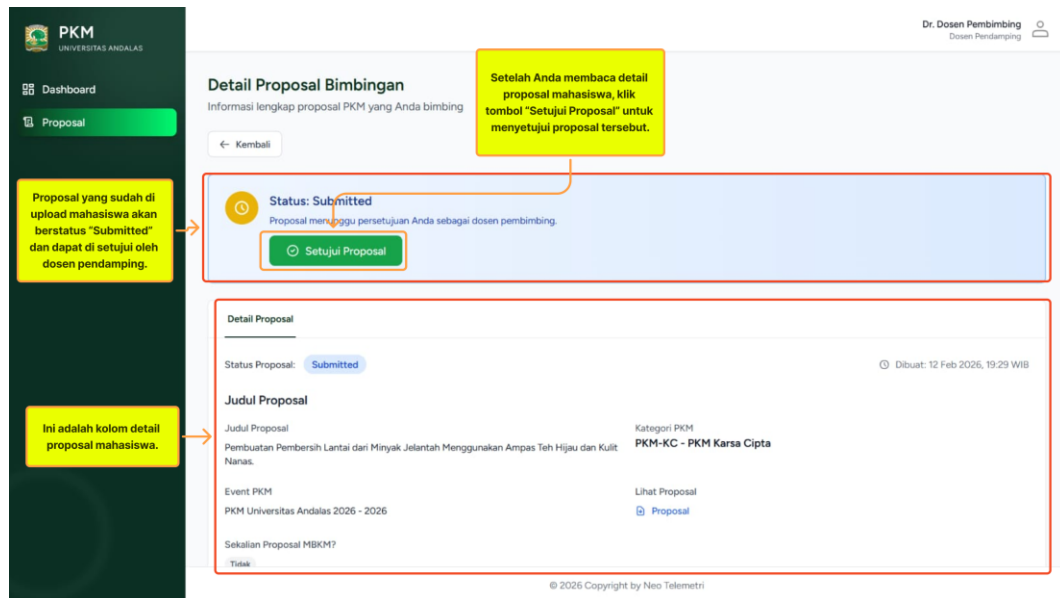 PKM
UNIVERSITAS ANDALAS
Dr. Dosen Pembimbing
Dosen Pendamping
Dashboard
Proposal
Detail Proposal Bimbingan
Informasi lengkap proposal PKM yang Anda bimbing
← Kembali
Setelah Anda membaca detail
proposal mahasiswa, klik
tombol “Setujui Proposal” untuk
menyetujui proposal tersebut.
Proposal yang sudah di
upload mahasiswa akan
berstatus “Submitted”
dan dapat di setujui oleh
dosen pendamping.
Status: Submitted
Proposal menunggu persetujuan Anda sebagai dosen pembimbing.
Setujui Proposal
Detail Proposal
Status Proposal: Submitted
Dibuat: 12 Feb 2026, 19:29 WIB
Judul Proposal
Ini adalah kolom detail
proposal mahasiswa.
Judul Proposal
Pembuatan Pembersih Lantai dari Minyak Jelantah Menggunakan Ampas Teh Hijau dan Kulit
Nanas.
Kategori PKM
PKM-KC - PKM Karsa Cipta
Event PKM
PKM Universitas Andalas 2026 - 2026
Lihat Proposal
Proposal
Sekalian Proposal MBKM?
Tidak
© 2026 Copyright by Neo Telemetri